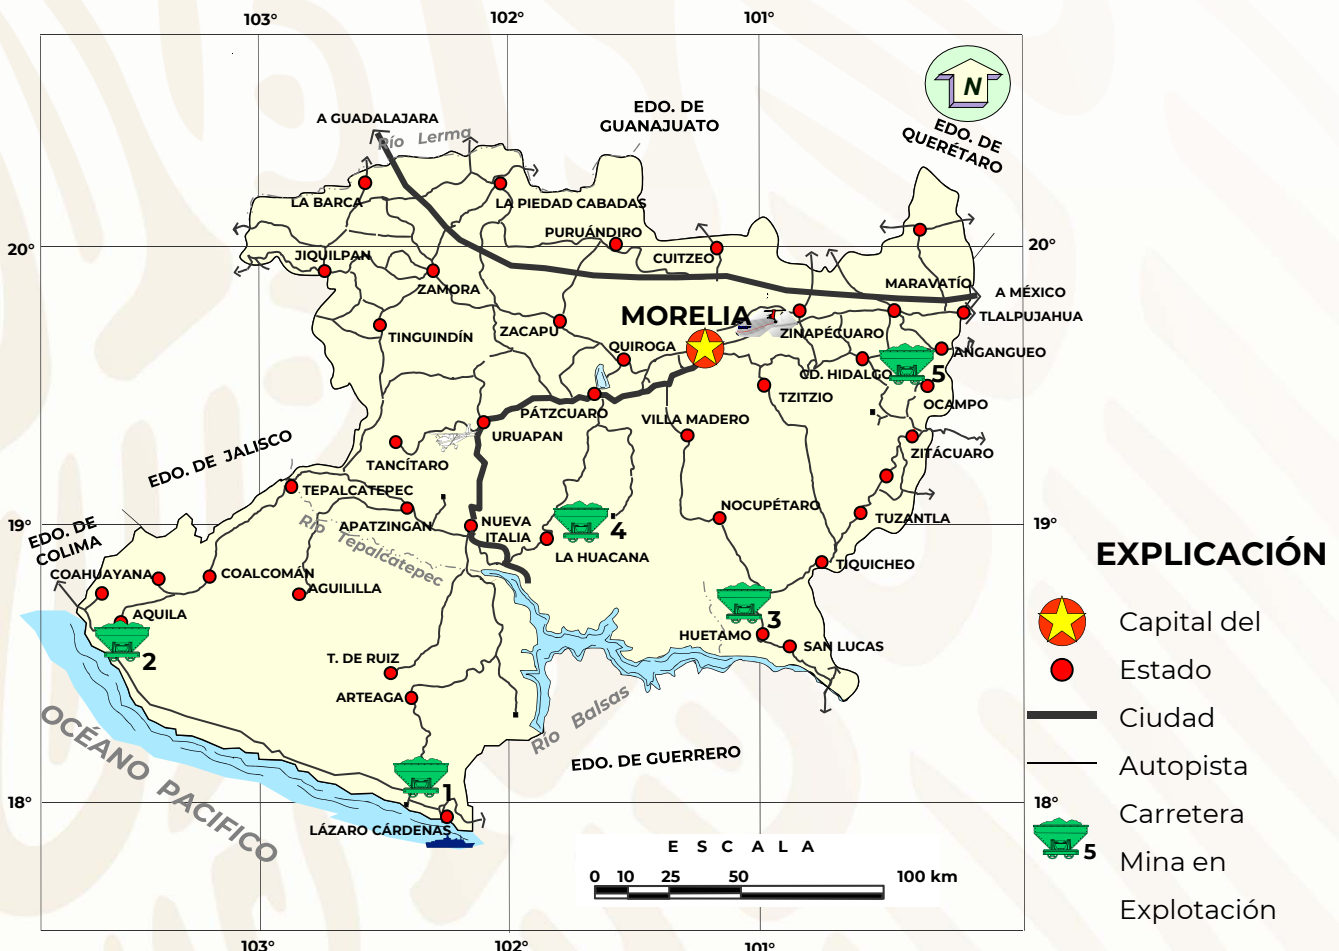 103°
102°
101°
N
A GUADALAJARA
Río Lerma
EDO. DE
GUANAJUATO
EDO. DE
QUERÉTARO
LA BARCA
LA PIEDAD CABADAS
PURUÁNDIRO
20°
20°
JIQUILPAN
CUITZEO
ZAMORA
MARAVATÍO
A MÉXICO
MORELIA
TLALPUJAHUA
TINGUINDÍN
ZACAPU
ZINAPÉCUARO
QUIROGA
ANGANGUEO
CD. HIDALGO
5
TZITZIO
OCAMPO
PÁTZCUARO
VILLA MADERO
URUAPAN
EDO. DE JALISCO
TANCÍTARO
ZITÁCUARO
TEPALCATEPEC
NOCUPÉTARO
APATZINGAN
NUEVA
ITALIA
4
TUZANTLA
19°
19°
EDO. DE
COLIMA
Río Tepalcatepec
LA HUACANA
EXPLICACIÓN
COAHUAYANA
COALCOMÁN
AGUILILLA
TIQUICHEO
AQUILA
3
Capital del
2
HUETAMO
SAN LUCAS
T. DE RUIZ
Estado
ARTEAGA
OCÉANO PACIFICO
Río Balsas
Ciudad
EDO. DE GUERRERO
Autopista
1
18°
18°
Carretera
LÁZARO CÁRDENAS
5
Mina en
ESCALA
0 10 25 50 100 km
Explotación
103°
102°
101°